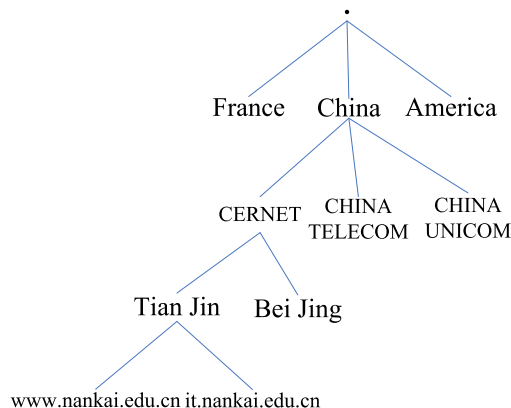 .
France China America
CERNET CHINA TELECOM CHINA UNICOM
Tian Jin Bei Jing
www.nankai.edu.cn it.nankai.edu.cn